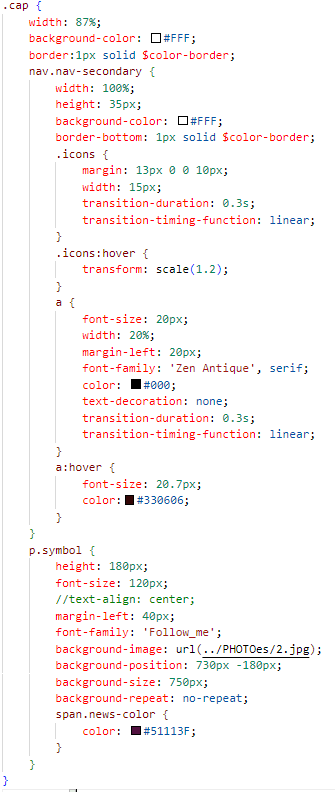 .cap {
    width: 87%;
    background-color: #FFF;
    border:1px solid $color-border;
    nav.nav-secondary {
        width: 100%;
        height: 35px;
        background-color: #FFF;
        border-bottom: 1px solid $color-border;
        .icons {
            margin: 13px 0 0 10px;
            width: 15px;
            transition-duration: 0.3s;
            transition-timing-function: linear;
        }
        .icons:hover {
            transform: scale(1.2);
        }
        a {
            font-size: 20px;
            width: 20%;
            margin-left: 20px;
            font-family: 'Zen Antique', serif;
            color: #000;
            text-decoration: none;
            transition-duration: 0.3s;
            transition-timing-function: linear;
        }
        a:hover {
            font-size: 20.7px;
            color:#330606;
        }
    }
    p.symbol {
        height: 180px;
        font-size: 120px;
        //text-align: center;
        margin-left: 40px;
        font-family: 'Follow_me';
        background-image: url(../PHOTOes/2.jpg);
        background-position: 730px -180px;
        background-size: 750px;
        background-repeat: no-repeat;
        span.news-color {
            color: #51113F;
        }
    }
}